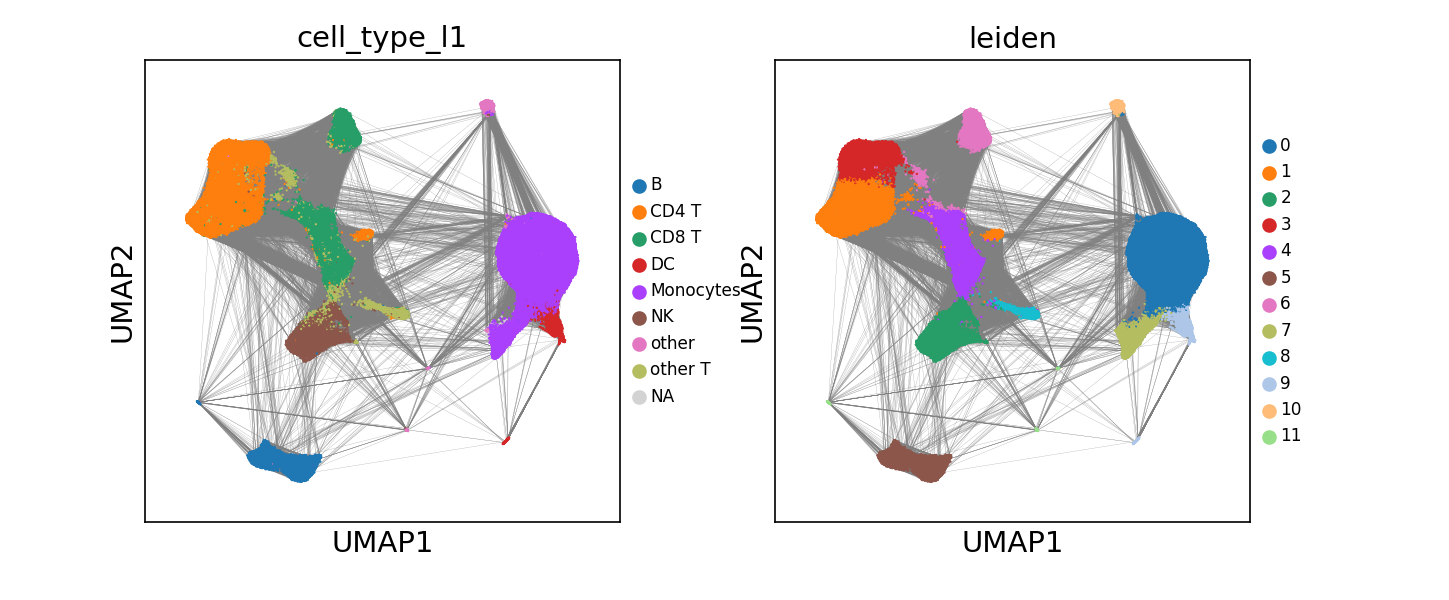 cell_type_l1
UMAP2
UMAP1
B
CD4 T
CD8 T
DC
Monocytes
NK
other
other T
NA
leiden
UMAP2
UMAP1
0
1
2
3
4
5
6
7
8
9
10
11